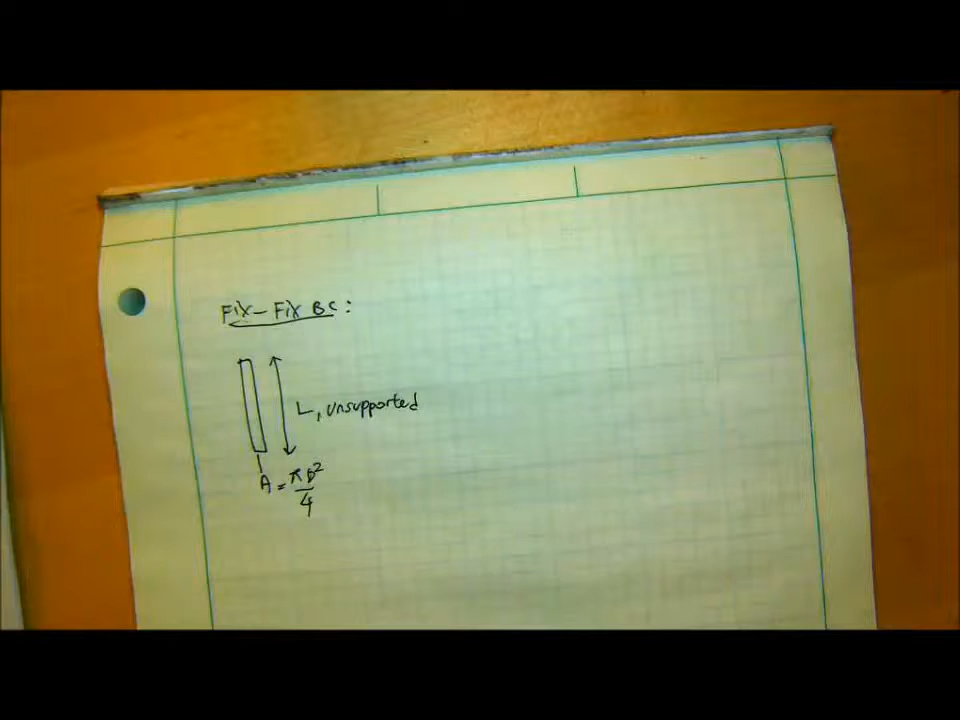 Fix-Fix BC:
L, unsupported
A = πD²/4